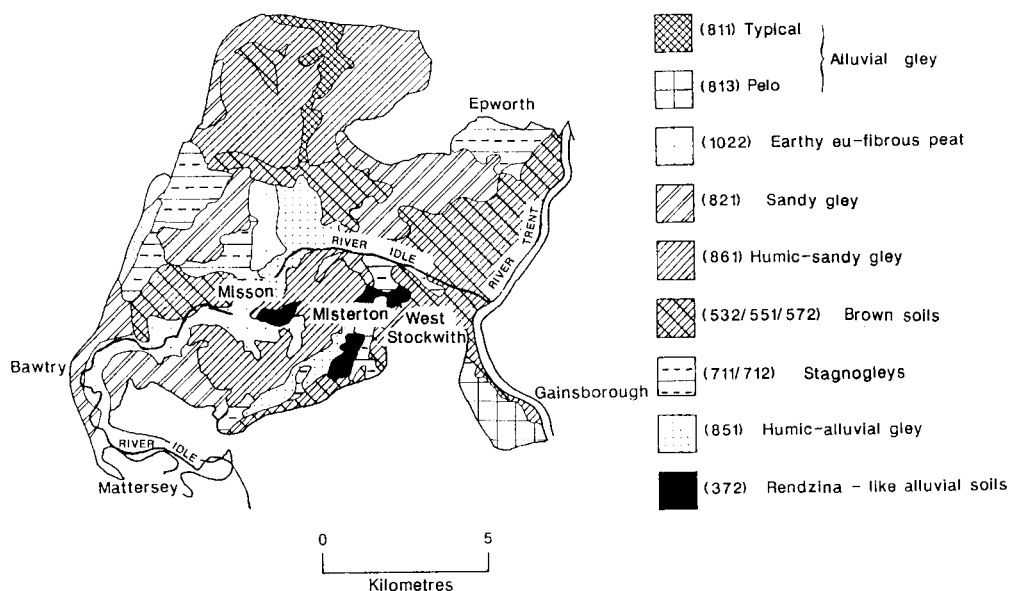 Epworth
RIVER TRENT
RIVER IDLE
Misson
Misterton
West
Stockwith
Bawtry
Gainsborough
RIVER IDLE
Mattersey
0 5
Kilometres
(811) Typical
Alluvial gley
(813) Pelo
(1022) Earthy eu-fibrous peat
(821) Sandy gley
(861) Humic-sandy gley
(532/551/572) Brown soils
(711/712) Stagnogleys
(851) Humic-alluvial gley
(372) Rendzina - like alluvial soils